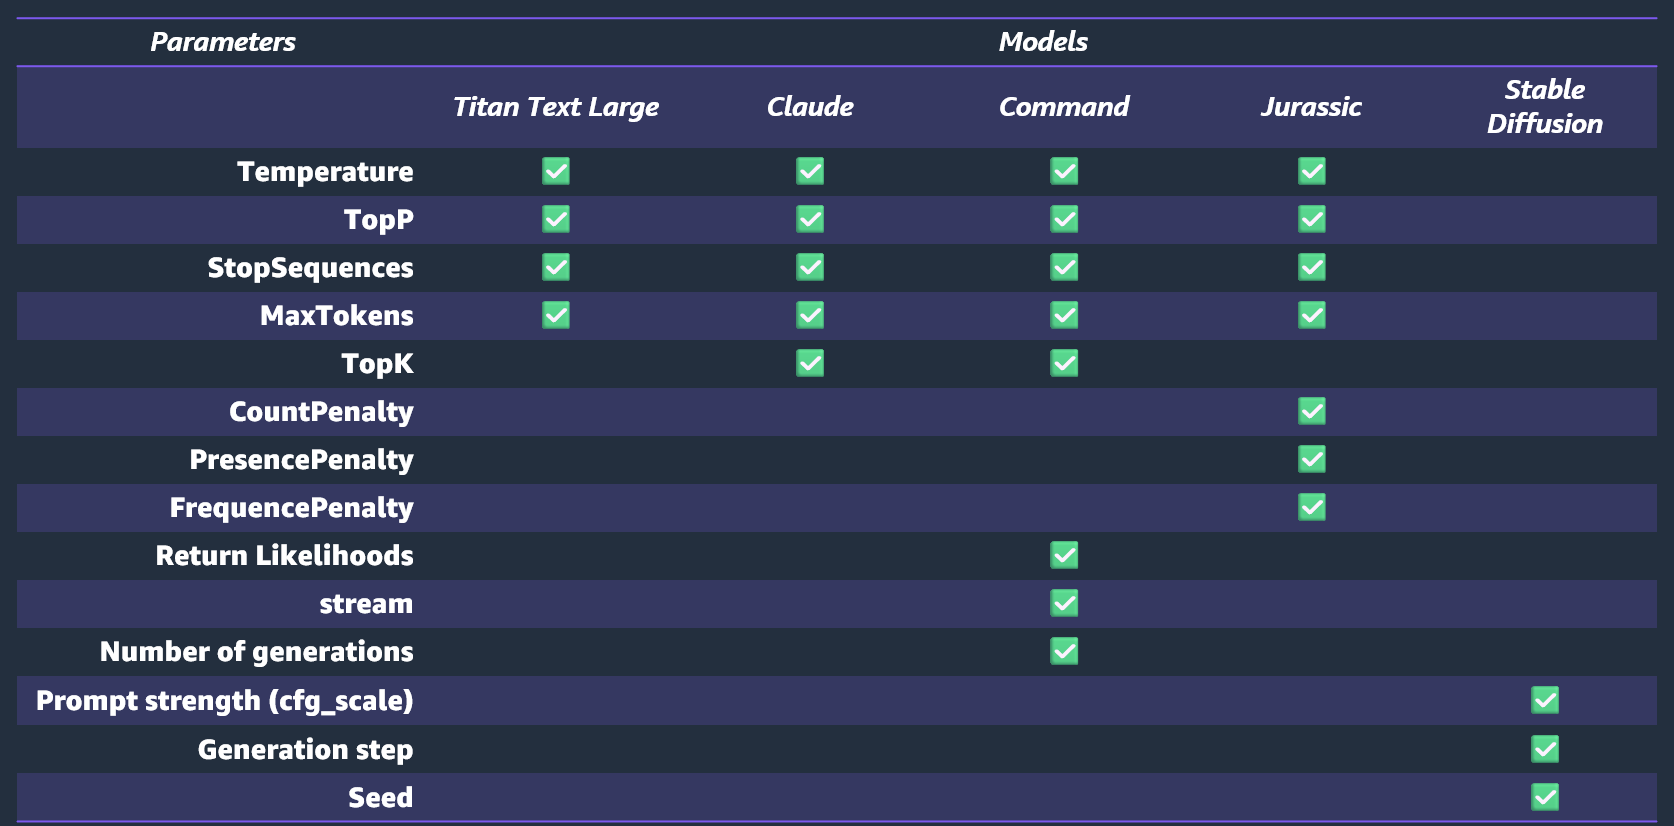 Parameters Models
Titan Text Large Claude Command Jurassic Stable Diffusion
Temperature ✅ ✅ ✅ ✅
TopP ✅ ✅ ✅ ✅
StopSequences ✅ ✅ ✅ ✅
MaxTokens ✅ ✅ ✅ ✅
TopK ✅ ✅
CountPenalty ✅
PresencePenalty ✅
FrequencePenalty ✅
Return Likelihoods ✅
stream ✅
Number of generations ✅
Prompt strength (cfg_scale) ✅
Generation step ✅
Seed ✅